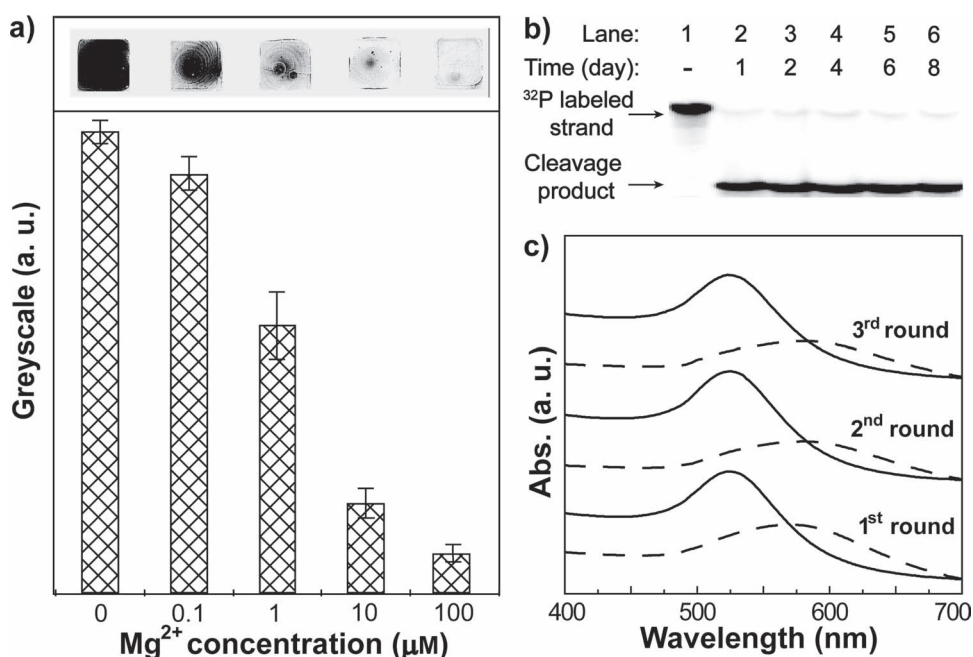 a)
Greyscale (a. u.)
0 0.1 1 10 100
Mg²⁺ concentration (μM)
b) Lane: 1 2 3 4 5 6
Time (day): - 1 2 4 6 8
³²P labeled
strand
Cleavage
product
c)
Abs. (a. u.)
3rd round
2nd round
1st round
400 500 600 700
Wavelength (nm)